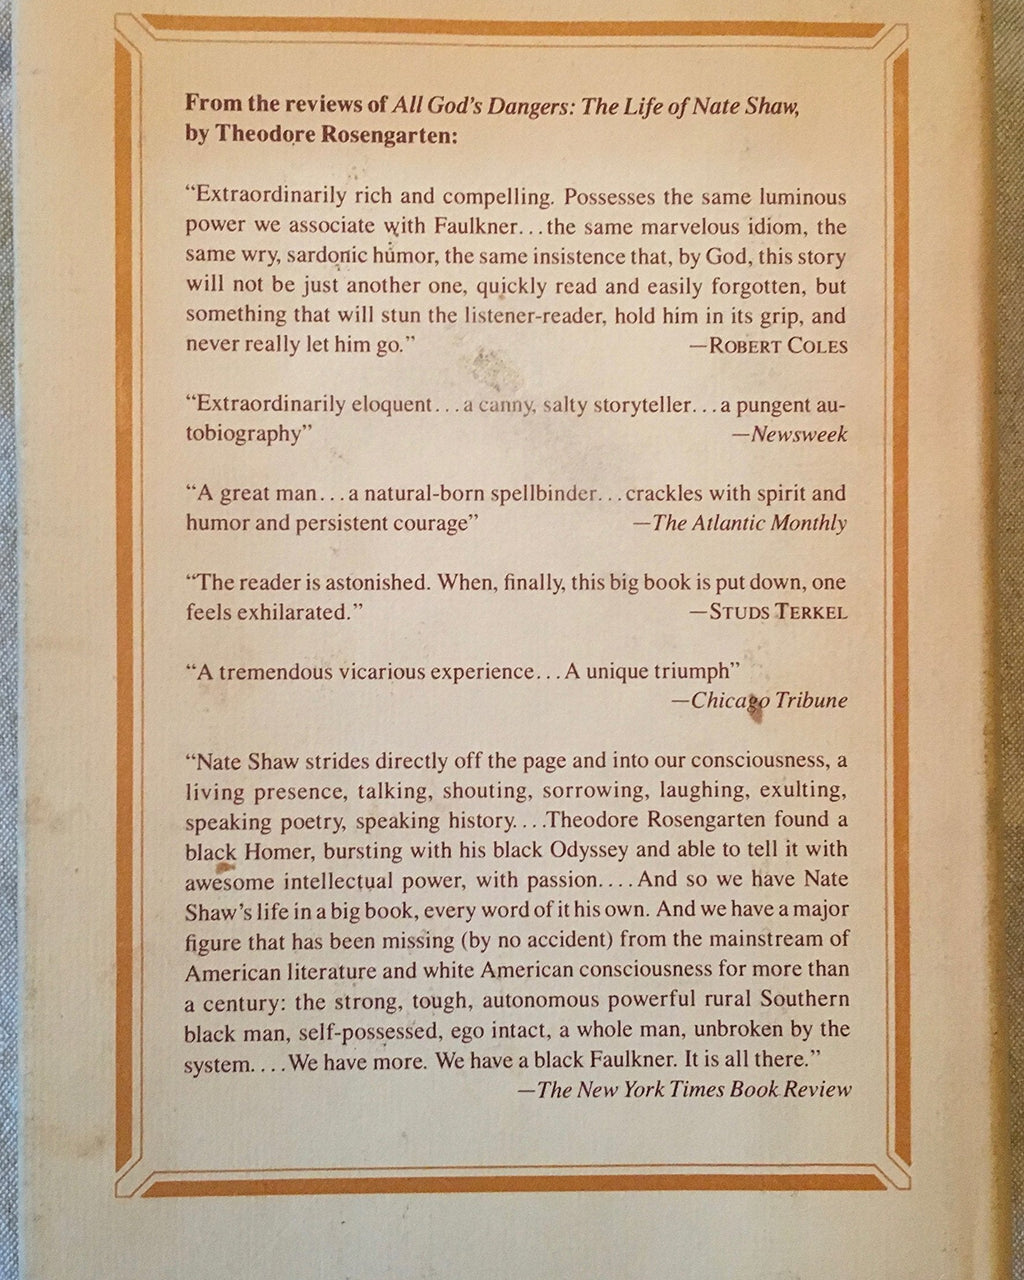 From the reviews of All God's Dangers: The Life of Nate Shaw,
by Theodore Rosengarten:
“Extraordinarily rich and compelling. Possesses the same luminous
power we associate with Faulkner...the same marvelous idiom, the
same wry, sardonic humor, the same insistence that, by God, this story
will not be just another one, quickly read and easily forgotten, but
something that will stun the listener-reader, hold him in its grip, and
never really let him go.” —ROBERT COLES
“Extraordinarily eloquent...a canny, salty storyteller...a pungent au-
tobiography” —Newsweek
“A great man...a natural-born spellbinder...crackles with spirit and
humor and persistent courage” —The Atlantic Monthly
“The reader is astonished. When, finally, this big book is put down, one
feels exhilarated.” —STUDS TERKEL
“A tremendous vicarious experience...A unique triumph”
—Chicago Tribune
“Nate Shaw strides directly off the page and into our consciousness, a
living presence, talking, shouting, sorrowing, laughing, exulting,
speaking poetry, speaking history....Theodore Rosengarten found a
black Homer, bursting with his black Odyssey and able to tell it with
awesome intellectual power, with passion....And so we have Nate
Shaw's life in a big book, every word of it his own. And we have a major
figure that has been missing (by no accident) from the mainstream of
American literature and white American consciousness for more than
a century: the strong, tough, autonomous powerful rural Southern
black man, self-possessed, ego intact, a whole man, unbroken by the
system....We have more. We have a black Faulkner. It is all there.”
—The New York Times Book Review